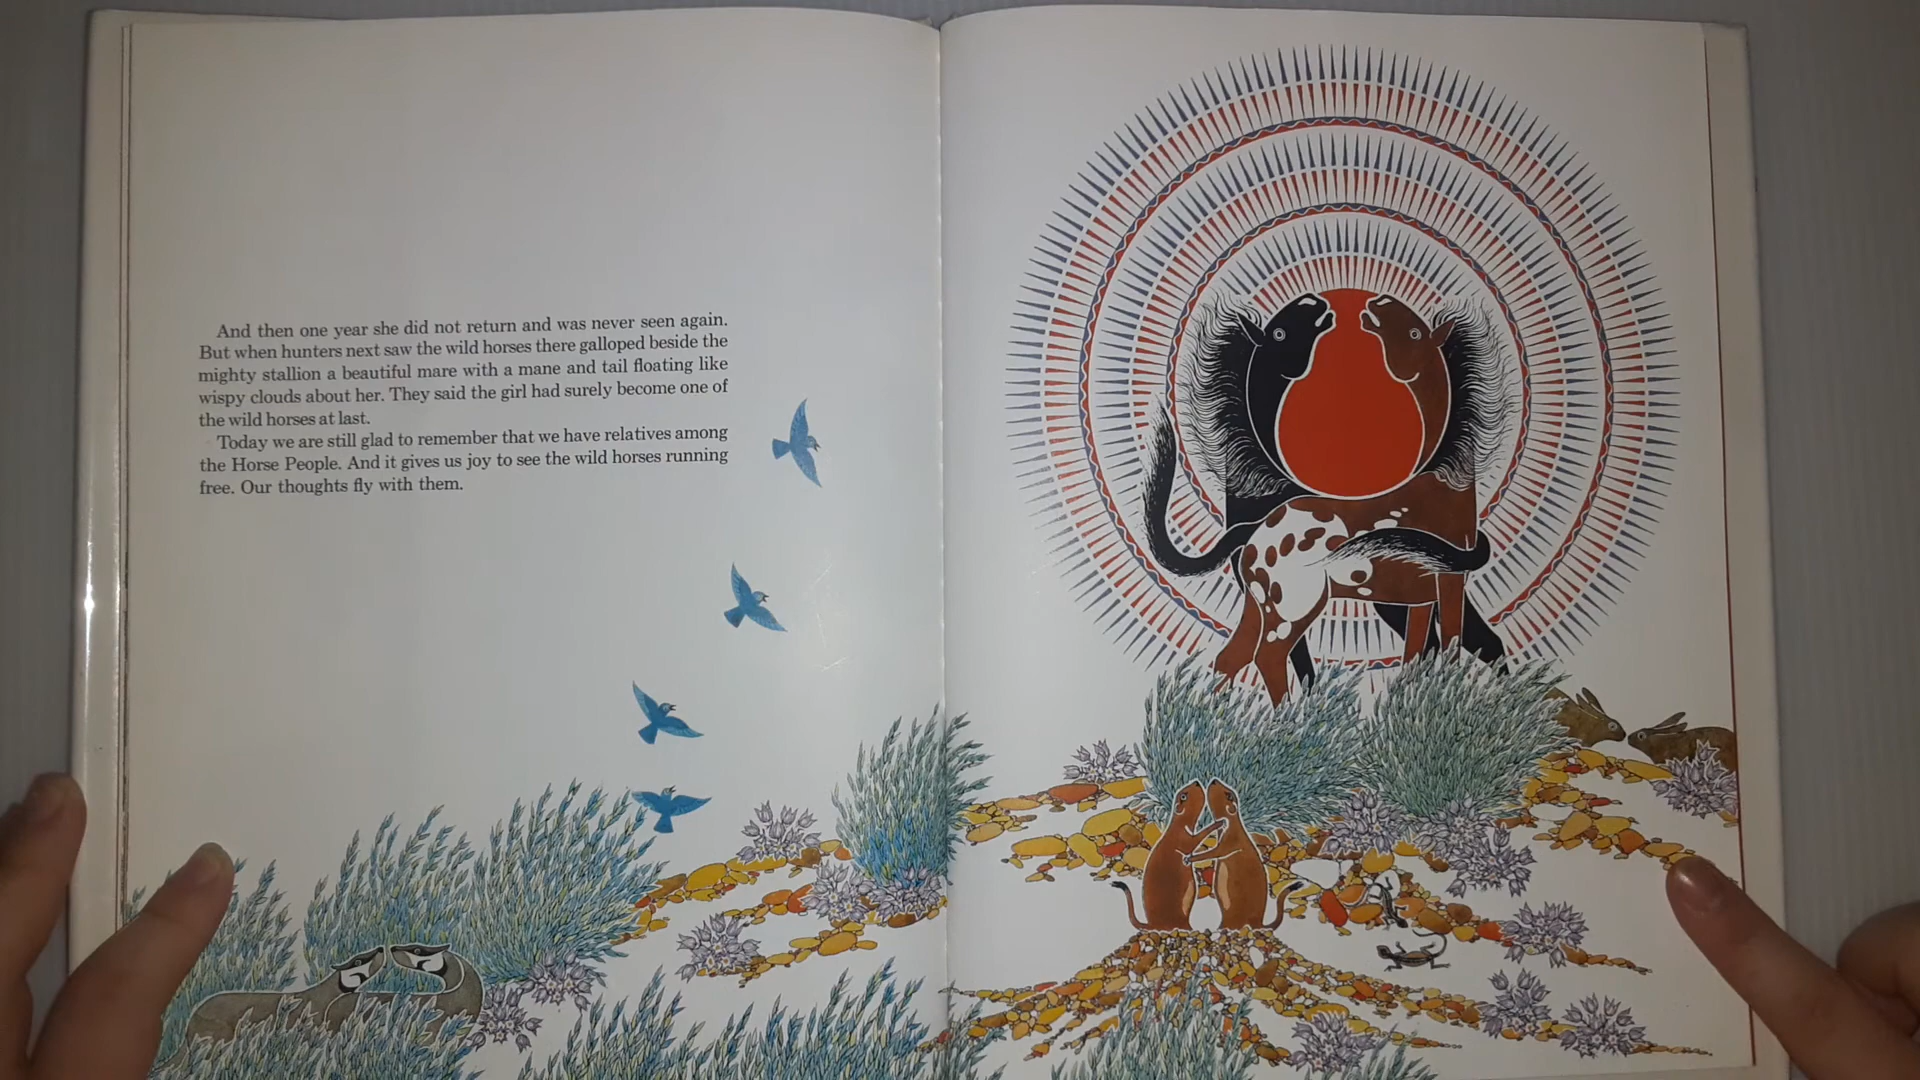 And then one year she did not return and was never seen again.
But when hunters next saw the wild horses there galloped beside the
mighty stallion a beautiful mare with a mane and tail floating like
wispy clouds about her. They said the girl had surely become one of
the wild horses at last.
Today we are still glad to remember that we have relatives among
the Horse People. And it gives us joy to see the wild horses running
free. Our thoughts fly with them.